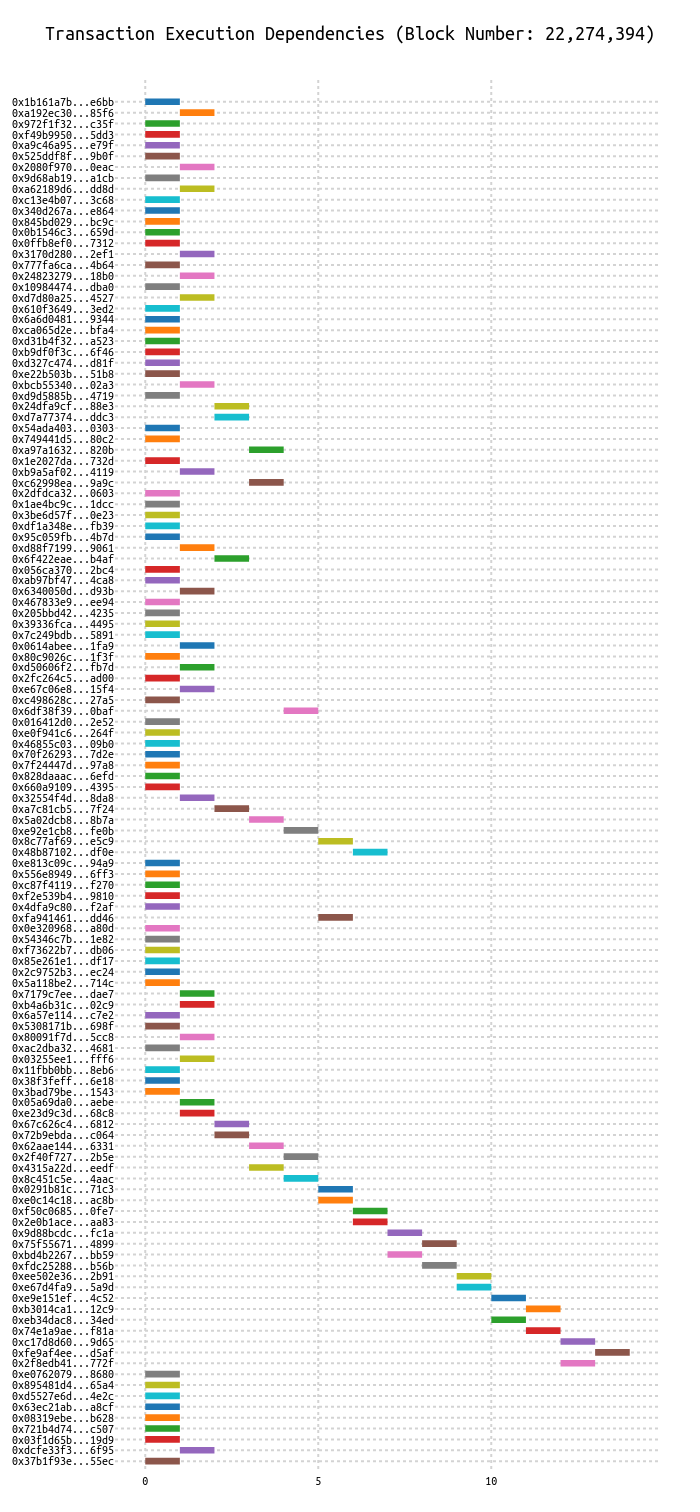 Transaction Execution Dependencies (Block Number: 22,274,394)
0x1b161a7b...e6bb
0xa192ec30...85f6
0x972f1f32...c35f
0xf49b9950...5dd3
0xa9c46a95...e79f
0x525ddf8f...9b0f
0x2080f970...0eac
0x9d68ab19...a1cb
0xa62189d6...dd8d
0xc13e4b07...3c68
0x340d267a...e864
0x845bd029...bc9c
0x0b1546c3...659d
0x0ffb8ef0...7312
0x3170d280...2ef1
0x777fa6ca...4b64
0x24823279...18b0
0x10984474...dba0
0xd7d80a25...4527
0x610f3649...3ed2
0x6a6d0481...9344
0xca065d2e...bfa4
0xd31b4f32...a523
0xb9df0f3c...6f46
0xd327c474...d81f
0xe22b503b...51b8
0xbcb55340...02a3
0xd9d5885b...4719
0x24dfa9cf...88e3
0xd7a77374...ddc3
0x54ada403...0303
0x749441d5...80c2
0xa97a1632...820b
0x1e2027da...732d
0xb9a5af02...4119
0xc62998ea...9a9c
0x2dfdca32...0603
0x1ae4bc9c...1dcc
0x3be6d57f...0e23
0xdf1a348e...fb39
0x95c059fb...4b7d
0xd88f7199...9061
0x6f422eae...b4af
0x056ca370...2bc4
0xab97bf47...4ca8
0x6340050d...d93b
0x467833e9...ee94
0x205bbd42...4235
0x39336fca...4495
0x7c249bdb...5891
0x0614abee...1fa9
0x80c9026c...1f3f
0xd50606f2...fb7d
0x2fc264c5...ad00
0xe67c06e8...15f4
0xc498628c...27a5
0x6df38f39...0baf
0x016412d0...2e52
0xe0f941c6...264f
0x46855c03...09b0
0x70f26293...7d2e
0x7f24447d...97a8
0x828daaac...6efd
0x660a9109...4395
0x32554f4d...8da8
0xa7c81cb5...7f24
0x5a02dcb8...8b7a
0xe92e1cb8...fe0b
0x8c77af69...e5c9
0x48b87102...df0e
0xe813c09c...94a9
0x556e8949...6ff3
0xc87f4119...f270
0xf2e539b4...9810
0x4dfa9c80...f2af
0xfa941461...dd46
0x0e320968...a80d
0x54346c7b...1e82
0xf73622b7...db06
0x85e261e1...df17
0x2c9752b3...ec24
0x5a118be2...714c
0x7179c7ee...dae7
0xb4a6b31c...02c9
0x6a57e114...c7e2
0x5308171b...698f
0x80091f7d...5cc8
0xac2dba32...4681
0x03255ee1...fff6
0x11fbb0bb...8eb6
0x38f3feff...6e18
0x3bad79be...1543
0x05a69da0...aebe
0xe23d9c3d...68c8
0x67c626c4...6812
0x72b9ebda...c064
0x62aae144...6331
0x2f40f727...2b5e
0x4315a22d...eedf
0x8c451c5e...4aac
0x0291b81c...71c3
0xe0c14c18...ac8b
0xf50c0685...0fe7
0x2e0b1ace...aa83
0x9d88bcdc...fc1a
0x75f55671...4899
0xbd4b2267...bb59
0xfdc25288...b56b
0xee502e36...2b91
0xe67d4fa9...5a9d
0xe9e151ef...4c52
0xb3014ca1...12c9
0xeb34dac8...34ed
0x74e1a9ae...f81a
0xc17d8d60...9d65
0xfe9af4ee...d5af
0x2f8edb41...772f
0xe0762079...8680
0x895481d4...65a4
0xd5527e6d...4e2c
0x63ec21ab...a8cf
0x08319ebe...b628
0x721b4d74...c507
0x03f1d65b...19d9
0xdcfe33f3...6f95
0x37b1f93e...55ec
0 5 10